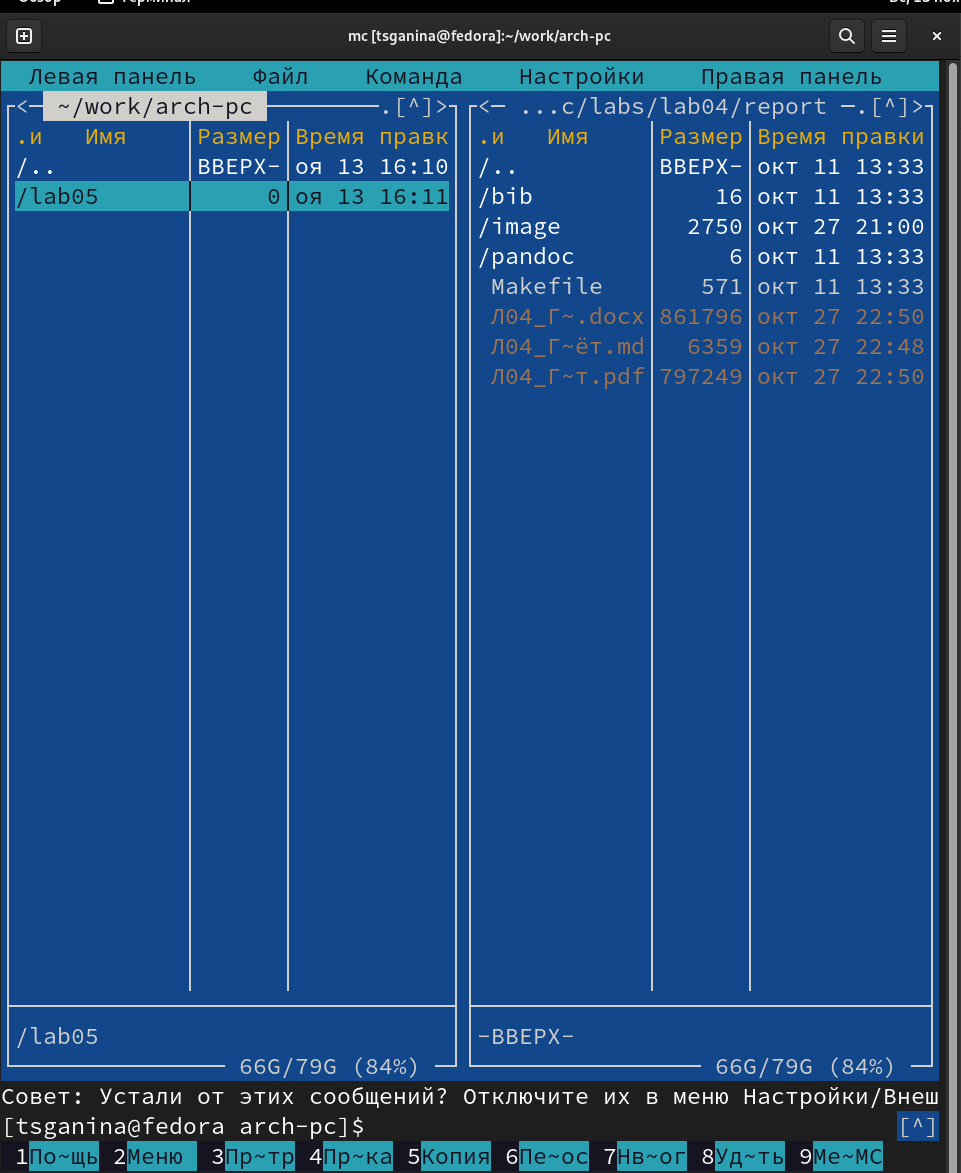 mc [tsganina@fedora]:~/work/arch-pc
Левая панель Файл Команда Настройки Правая панель
<— ~/work/arch-pc .[^]> <— ...c/labs/lab04/report —.[^]>
.и Имя Размер Время правк .и Имя Размер Время правки
/.. ВВЕРХ- оя 13 16:10 /.. ВВЕРХ- окт 11 13:33
/lab05 0 оя 13 16:11 /bib 16 окт 11 13:33
/image 2750 окт 27 21:00
/pandoc 6 окт 11 13:33
Makefile 571 окт 11 13:33
Л04_Г~.docx 861796 окт 27 22:50
Л04_Г~ёт.md 6359 окт 27 22:48
Л04_Г~т.pdf 797249 окт 27 22:50
/lab05 -ВВЕРХ-
66G/79G (84%) 66G/79G (84%)
Совет: Устали от этих сообщений? Отключите их в меню Настройки/Внеш
[tsganina@fedora arch-pc]$ [^]
1По~щь 2Меню 3Пр~тр 4Пр~ка 5Копия 6Пе~ос 7Нв~ог 8Уд~ть 9Ме~МС